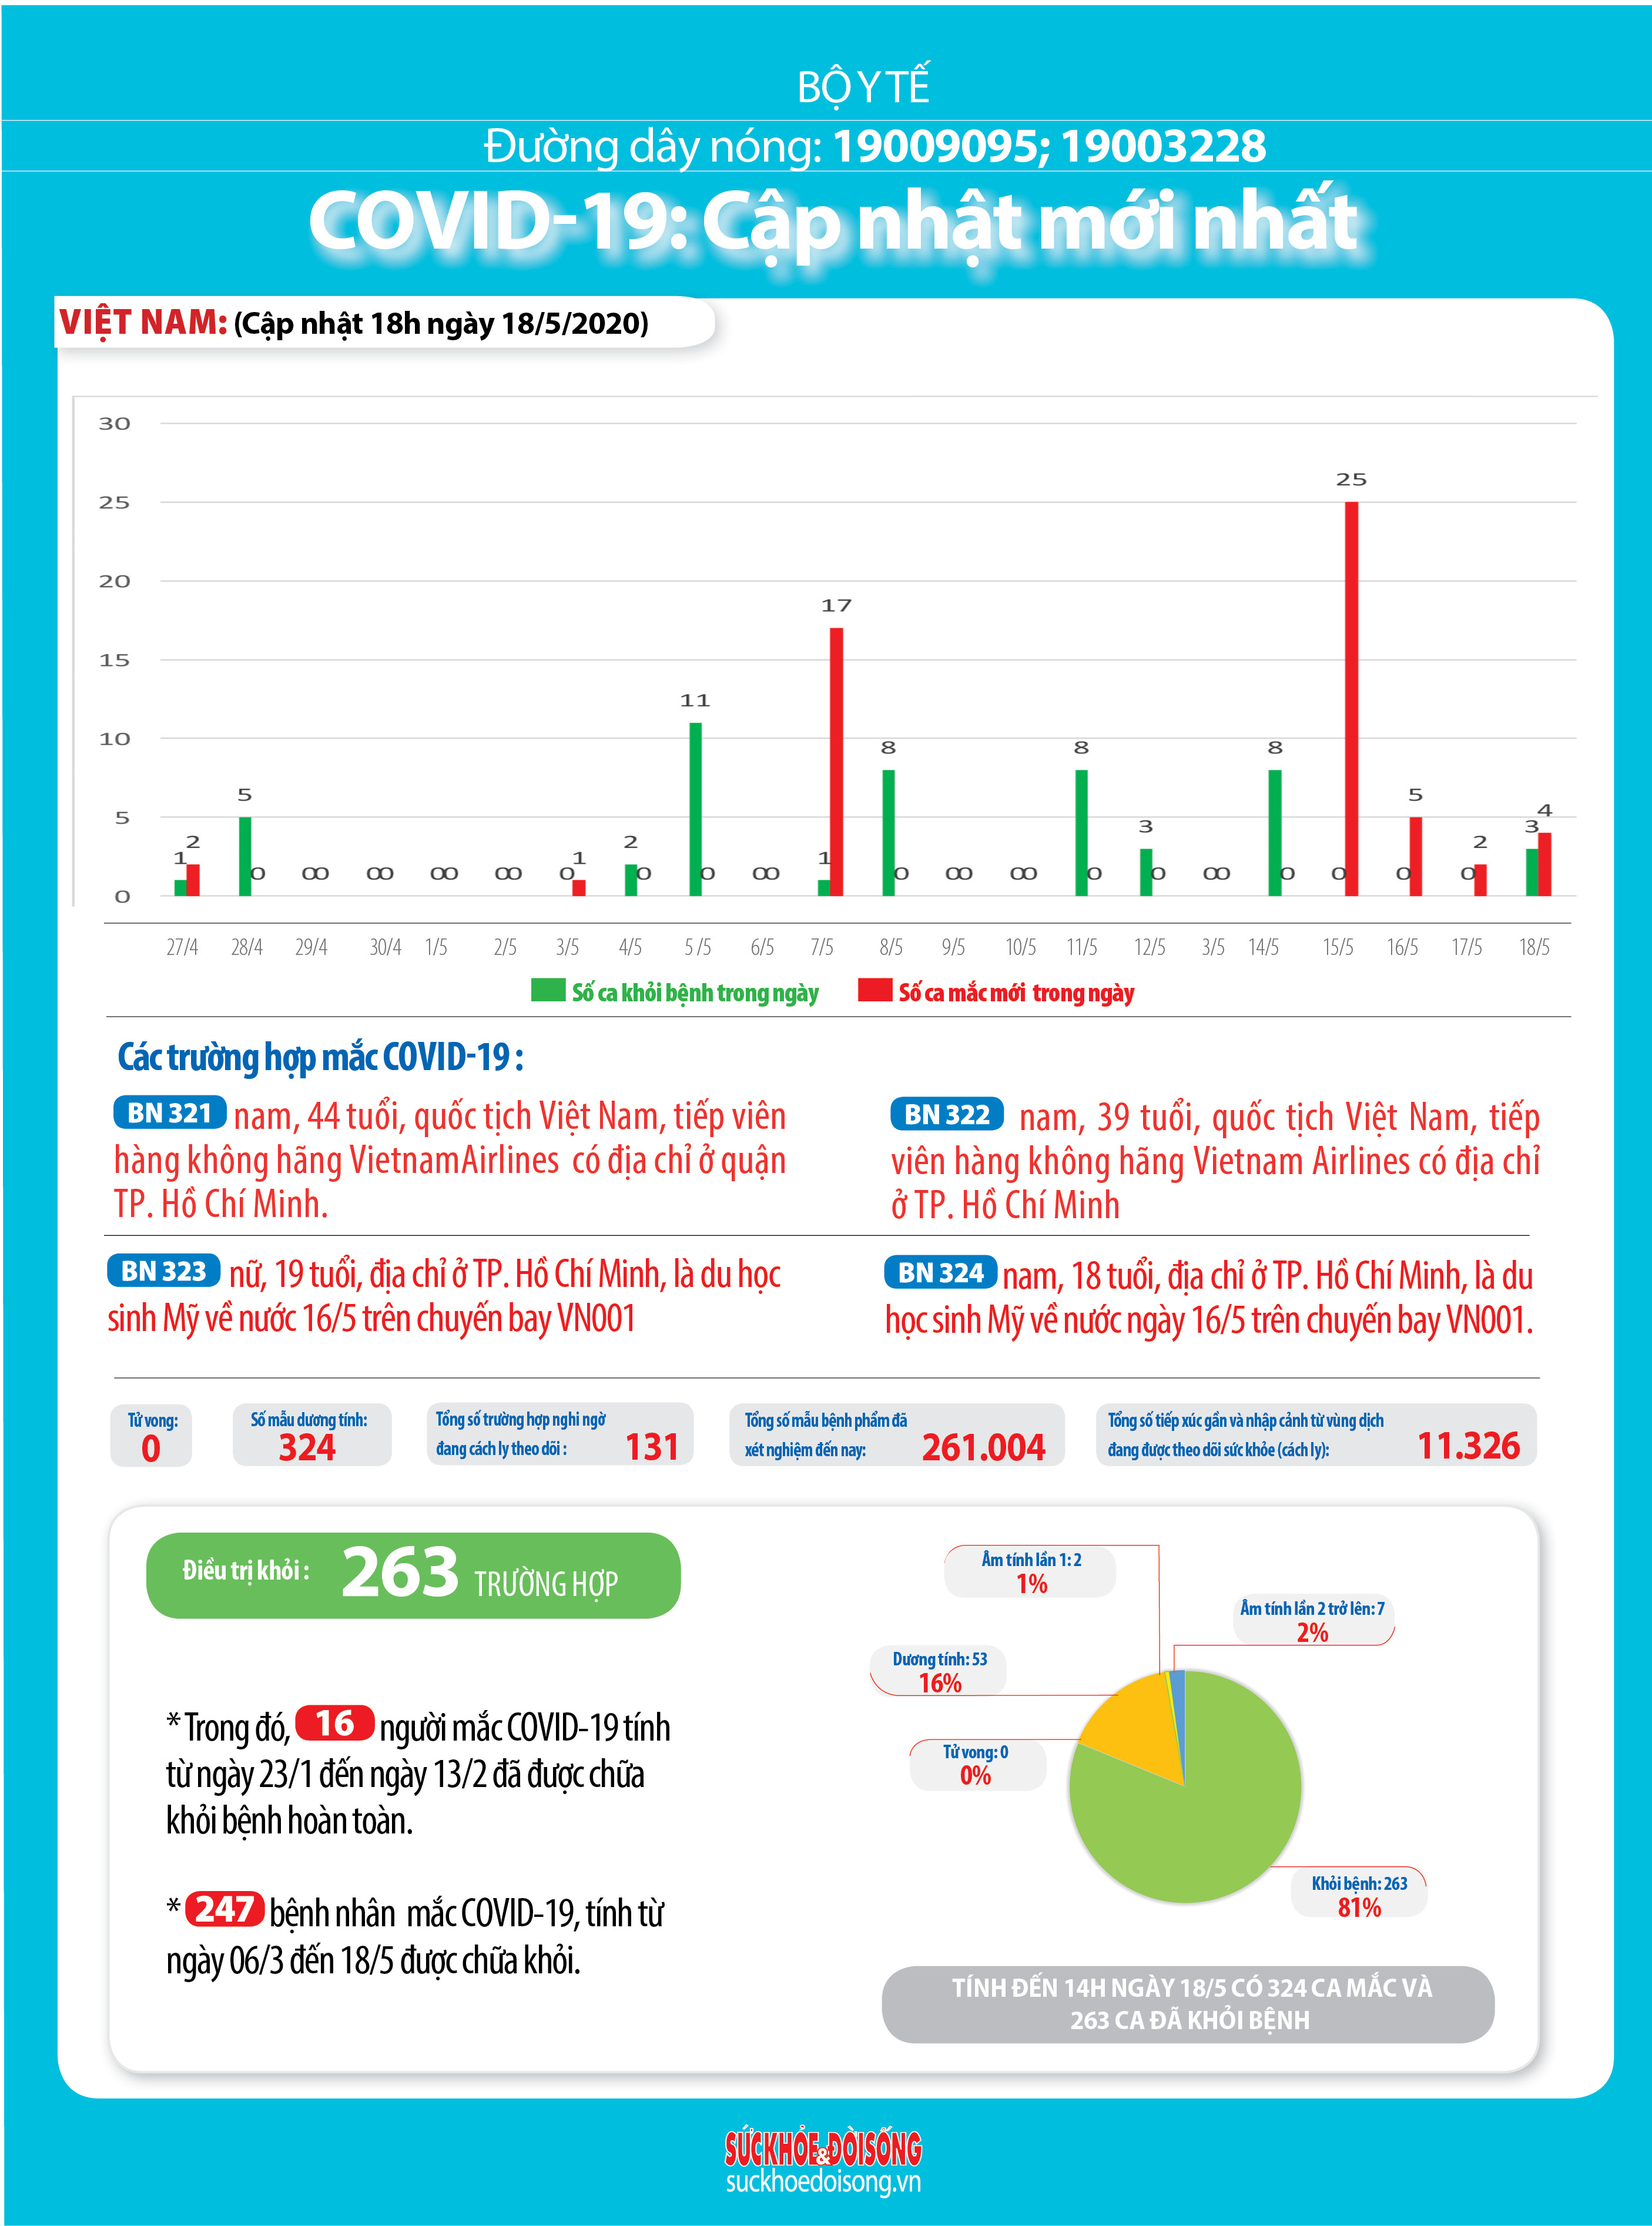 BỘ Y TẾ
Đường dây nóng: 19009095; 19003228
COVID-19: Cập nhật mới nhất
VIỆT NAM: (Cập nhật 18h ngày 18/5/2020)
30
25
20
15
10
5
0
1 2 5 0 0 0 0 0 0 0 0 0 0 1 2 0 11 0 0 0 1 17 8 0 0 0 0 0 8 0 3 0 0 0 8 0 0 25 0 5 0 2 3 4
27/4 28/4 29/4 30/4 1/5 2/5 3/5 4/5 5/5 6/5 7/5 8/5 9/5 10/5 11/5 12/5 3/5 14/5 15/5 16/5 17/5 18/5
Số ca khỏi bệnh trong ngày Số ca mắc mới trong ngày
Các trường hợp mắc COVID-19 :
BN 321 nam, 44 tuổi, quốc tịch Việt Nam, tiếp viên
hàng không hãng VietnamAirlines có địa chỉ ở quận
TP. Hồ Chí Minh.
BN 322 nam, 39 tuổi, quốc tịch Việt Nam, tiếp
viên hàng không hãng Vietnam Airlines có địa chỉ
ở TP. Hồ Chí Minh
BN 323 nữ, 19 tuổi, địa chỉ ở TP. Hồ Chí Minh, là du học
sinh Mỹ về nước 16/5 trên chuyến bay VN001
BN 324 nam, 18 tuổi, địa chỉ ở TP. Hồ Chí Minh, là du
học sinh Mỹ về nước ngày 16/5 trên chuyến bay VN001.
Tử vong:
0
Số mẫu dương tính:
324
Tổng số trường hợp nghi ngờ
đang cách ly theo dõi : 131
Tổng số mẫu bệnh phẩm đã
xét nghiệm đến nay: 261.004
Tổng số tiếp xúc gần và nhập cảnh từ vùng dịch
đang được theo dõi sức khỏe (cách ly): 11.326
Điều trị khỏi : 263 TRƯỜNG HỢP
* Trong đó, 16 người mắc COVID-19 tính
từ ngày 23/1 đến ngày 13/2 đã được chữa
khỏi bệnh hoàn toàn.
* 247 bệnh nhân mắc COVID-19, tính từ
ngày 06/3 đến 18/5 được chữa khỏi.
Âm tính lần 1: 2
1%
Âm tính lần 2 trở lên: 7
2%
Dương tính: 53
16%
Tử vong: 0
0%
Khỏi bệnh: 263
81%
TÍNH ĐẾN 14H NGÀY 18/5 CÓ 324 CA MẮC VÀ
263 CA ĐÃ KHỎI BỆNH
SỨC KHỎE & ĐỜI SỐNG
suckhoedoisong.vn